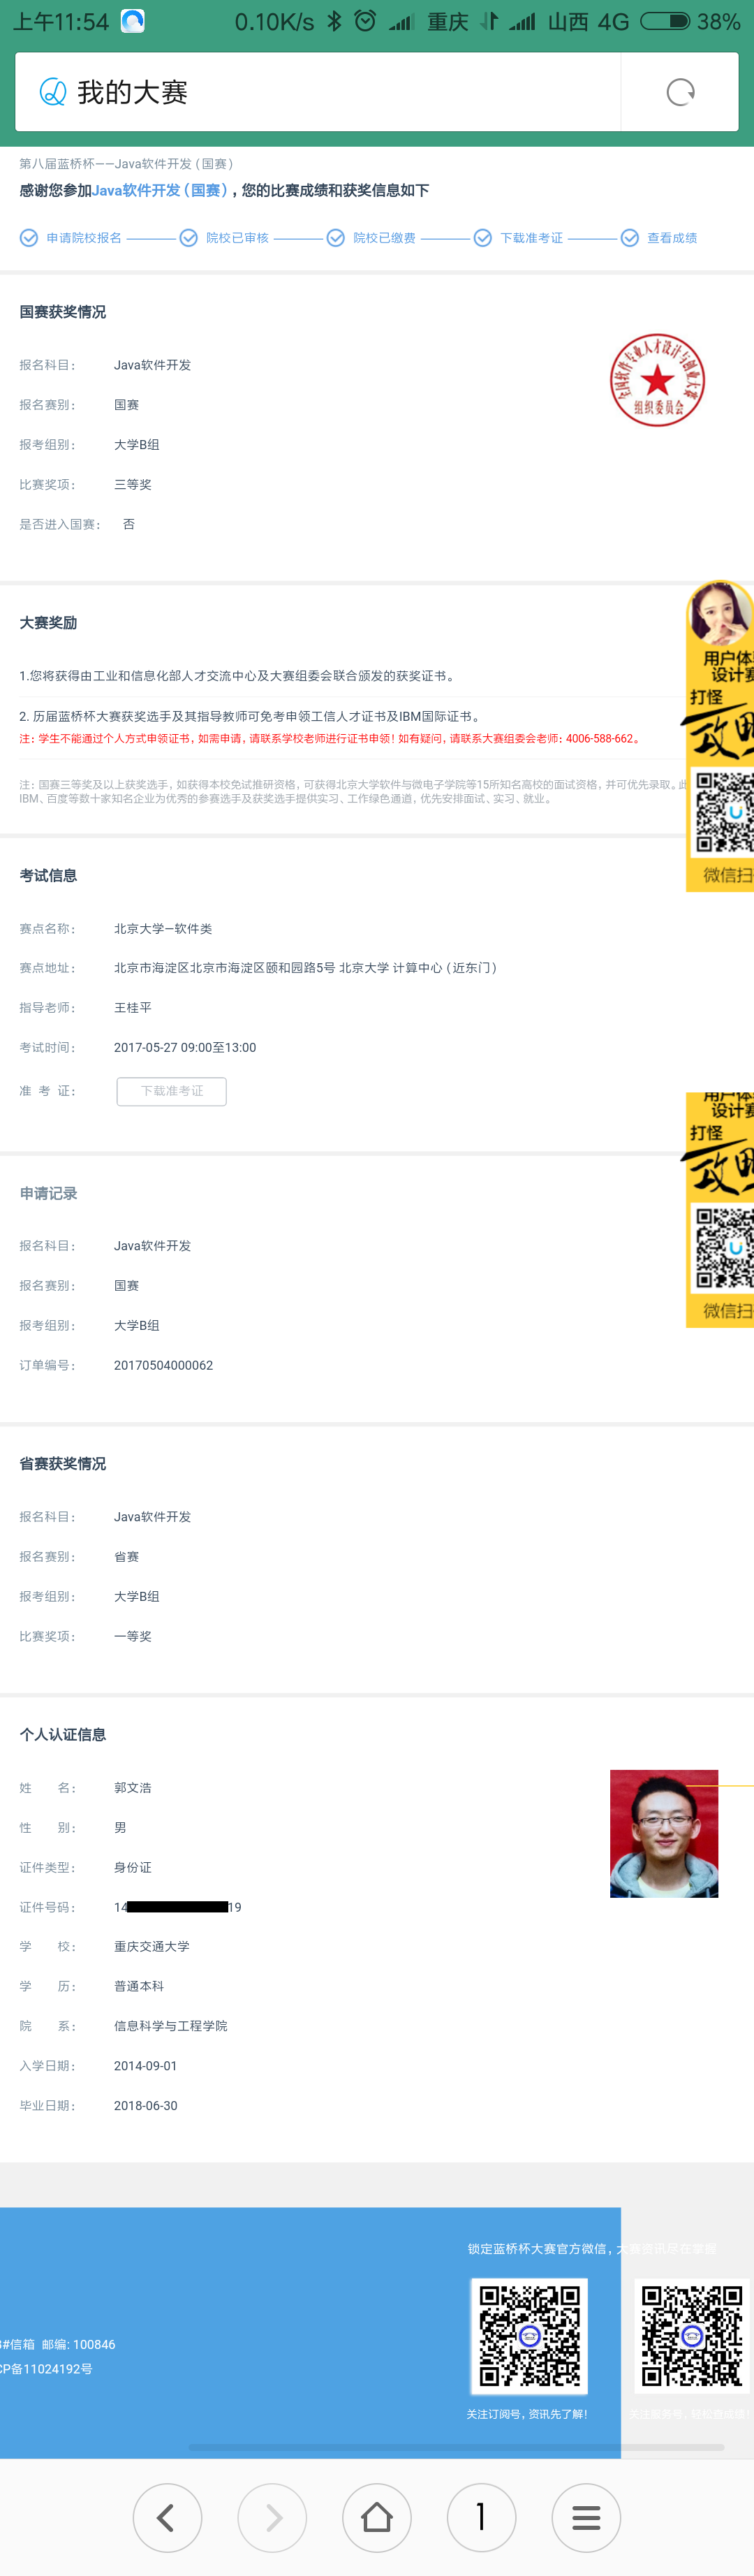 上午11:54 0.10K/s 重庆 山西 4G 38%
我的大赛
第八届蓝桥杯——Java软件开发（国赛）
感谢您参加Java软件开发（国赛），您的比赛成绩和获奖信息如下
申请院校报名 院校已审核 院校已缴费 下载准考证 查看成绩
国赛获奖情况
全国软件专业人才设计与创业大赛
组织委员会
报名科目： Java软件开发
报名赛别： 国赛
报考组别： 大学B组
比赛奖项： 三等奖
是否进入国赛： 否
大赛奖励
用户体
设计赛
打怪
微信扫
1.您将获得由工业和信息化部人才交流中心及大赛组委会联合颁发的获奖证书。
2. 历届蓝桥杯大赛获奖选手及其指导教师可免考申领工信人才证书及IBM国际证书。
注：学生不能通过个人方式申领证书，如需申请，请联系学校老师进行证书申领！如有疑问，请联系大赛组委会老师：4006-588-662。
注：国赛三等奖及以上获奖选手，如获得本校免试推研资格，可获得北京大学软件与微电子学院等15所知名高校的面试资格，并可优先录取。此
IBM、百度等数十家知名企业为优秀的参赛选手及获奖选手提供实习、工作绿色通道，优先安排面试、实习、就业。
考试信息
赛点名称： 北京大学—软件类
赛点地址： 北京市海淀区北京市海淀区颐和园路5号 北京大学 计算中心（近东门）
指导老师： 王桂平
考试时间： 2017-05-27 09:00至13:00
准 考 证： 下载准考证
用户体
设计赛
打怪
微信扫
申请记录
报名科目： Java软件开发
报名赛别： 国赛
报考组别： 大学B组
订单编号： 20170504000062
省赛获奖情况
报名科目： Java软件开发
报名赛别： 省赛
报考组别： 大学B组
比赛奖项： 一等奖
个人认证信息
姓 名： 郭文浩
性 别： 男
证件类型： 身份证
证件号码： 14 19
学 校： 重庆交通大学
学 历： 普通本科
院 系： 信息科学与工程学院
入学日期： 2014-09-01
毕业日期： 2018-06-30
锁定蓝桥杯大赛官方微信，大赛资讯尽在掌握
#信箱 邮编: 100846
CP备11024192号
关注订阅号，资讯先了解！
1